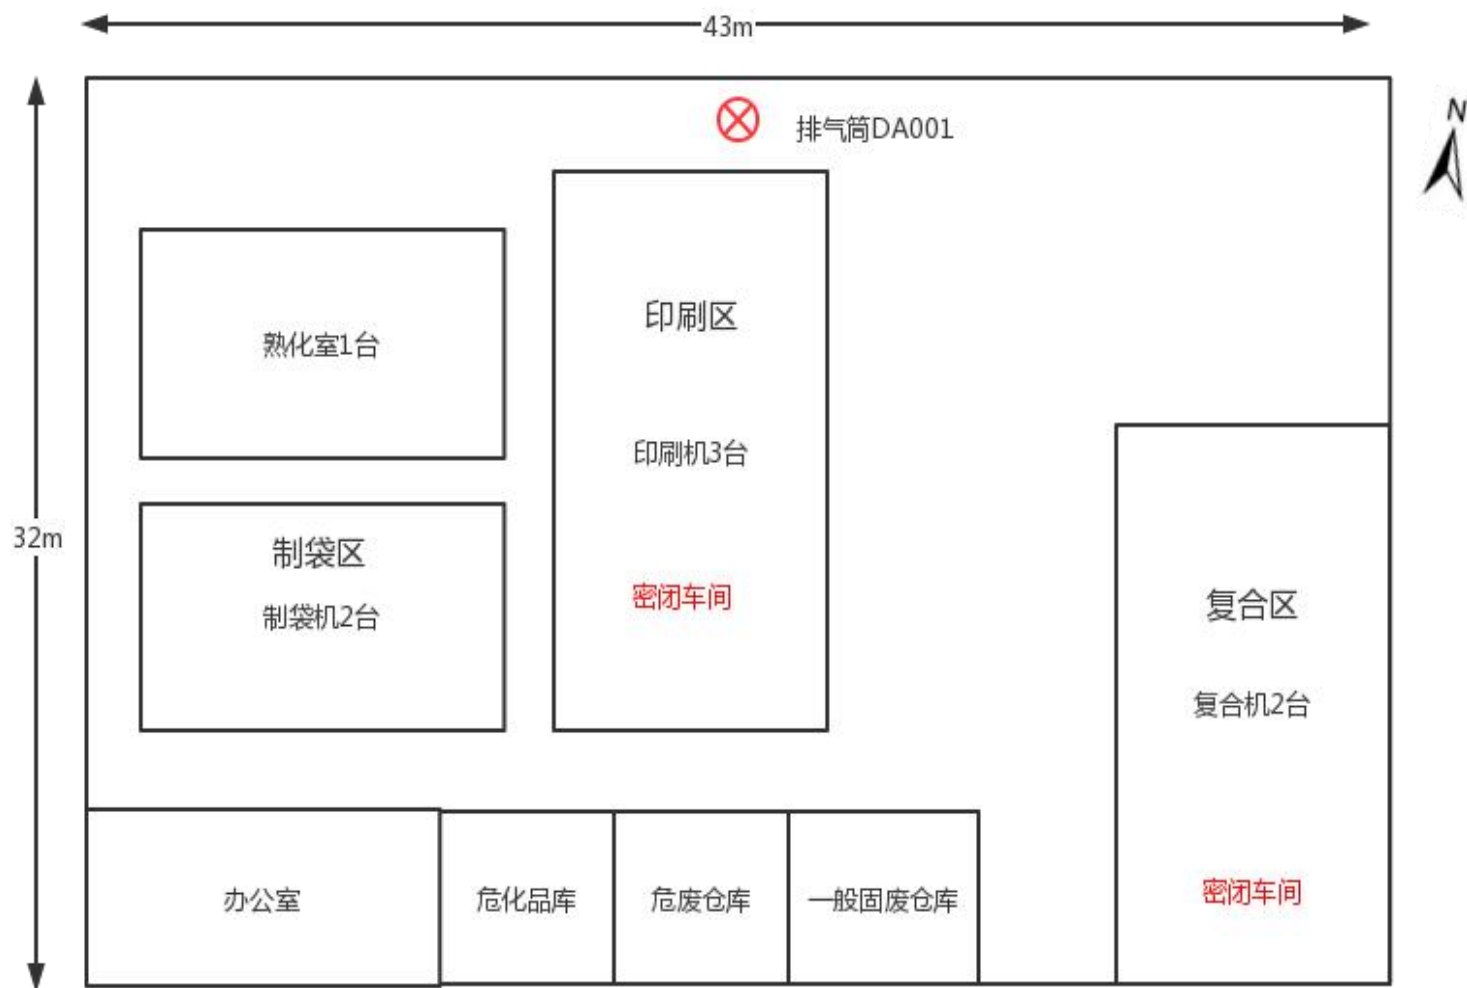 43m
N
排气筒DA001
印刷区
熟化室1台
印刷机3台
32m
制袋区
制袋机2台
密闭车间
复合区
复合机2台
密闭车间
办公室
危化品库
危废仓库
一般固废仓库